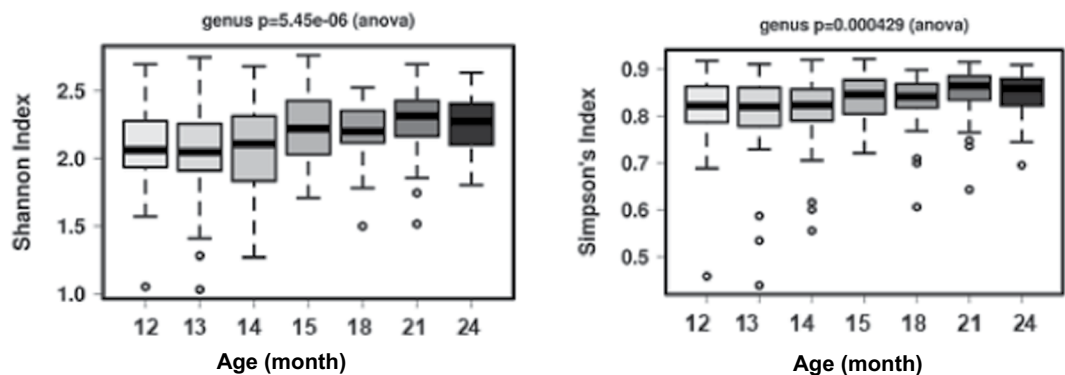 genus p=5.45e-06 (anova)
Shannon Index
2.5
2.0
1.5
1.0
12 13 14 15 18 21 24
Age (month)
genus p=0.000429 (anova)
Simpson's Index
0.9
0.8
0.7
0.6
0.5
12 13 14 15 18 21 24
Age (month)